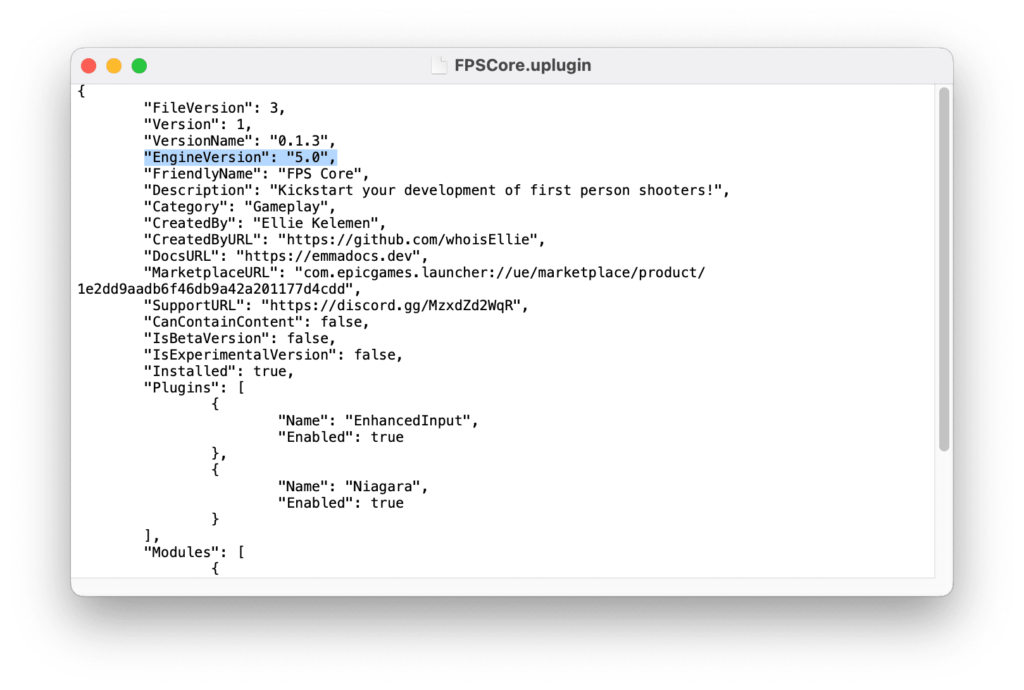 FPSCore.uplugin
{
"FileVersion": 3,
"Version": 1,
"VersionName": "0.1.3",
"EngineVersion": "5.0",
"FriendlyName": "FPS Core",
"Description": "Kickstart your development of first person shooters!",
"Category": "Gameplay",
"CreatedBy": "Ellie Kelemen",
"CreatedByURL": "https://github.com/whoisEllie",
"DocsURL": "https://emmadocs.dev",
"MarketplaceURL": "com.epicgames.launcher://ue/marketplace/product/
1e2dd9aadb6f46db9a42a201177d4cdd",
"SupportURL": "https://discord.gg/MzxdZd2WqR",
"CanContainContent": false,
"IsBetaVersion": false,
"IsExperimentalVersion": false,
"Installed": true,
"Plugins": [
{
"Name": "EnhancedInput",
"Enabled": true
},
{
"Name": "Niagara",
"Enabled": true
}
],
"Modules": [
{